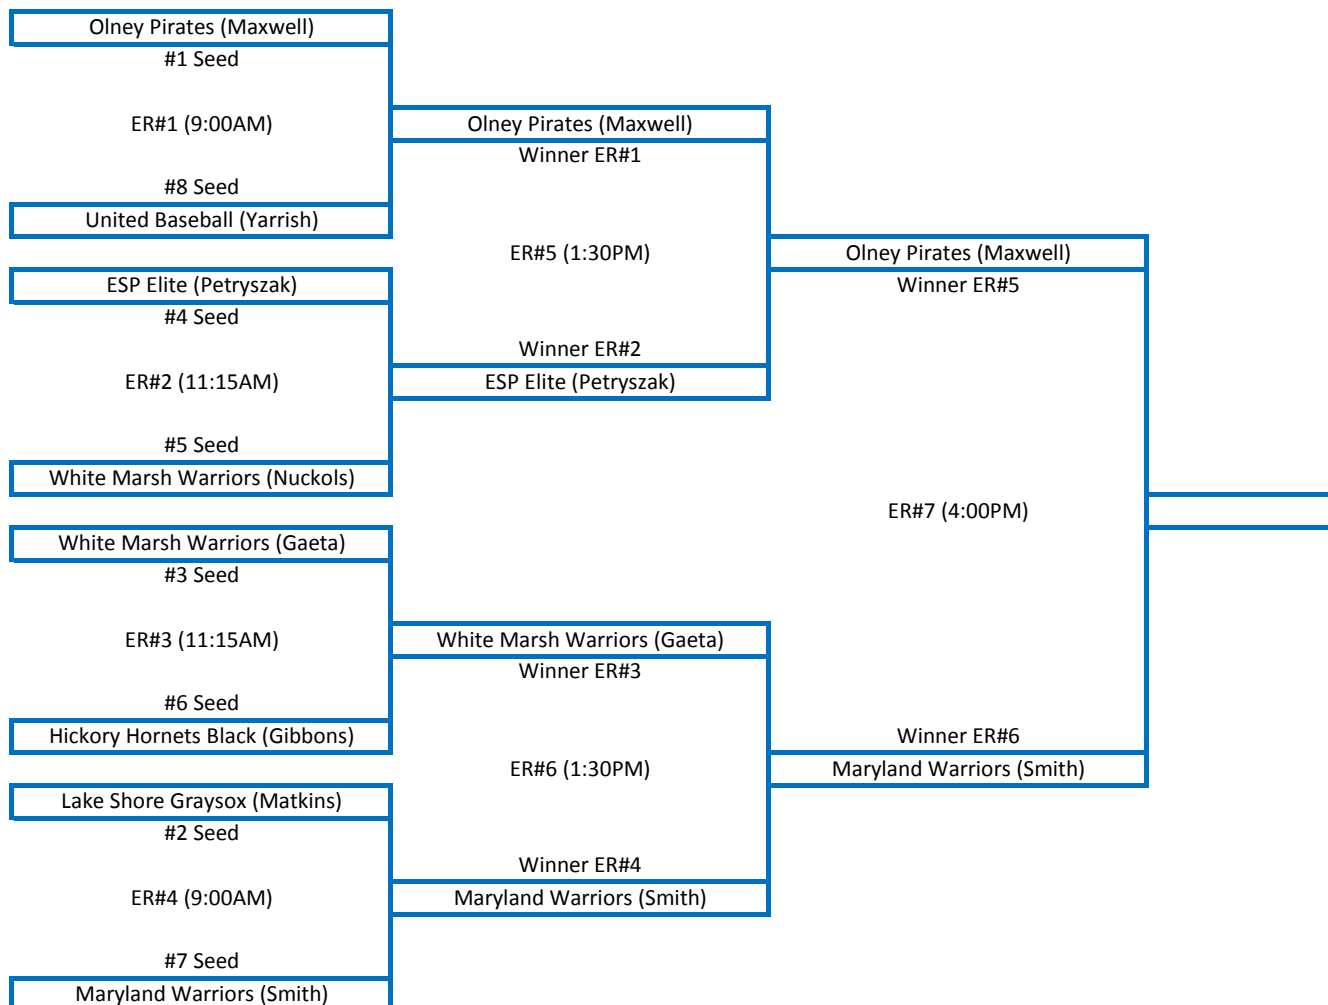 Olney Pirates (Maxwell)
#1 Seed
ER#1 (9:00AM)
#8 Seed
United Baseball (Yarrish)
ESP Elite (Petryszak)
#4 Seed
ER#2 (11:15AM)
#5 Seed
White Marsh Warriors (Nuckols)
White Marsh Warriors (Gaeta)
#3 Seed
ER#3 (11:15AM)
#6 Seed
Hickory Hornets Black (Gibbons)
Lake Shore Graysox (Matkins)
#2 Seed
ER#4 (9:00AM)
#7 Seed
Maryland Warriors (Smith)
Olney Pirates (Maxwell)
Winner ER#1
ER#5 (1:30PM)
Winner ER#2
ESP Elite (Petryszak)
White Marsh Warriors (Gaeta)
Winner ER#3
ER#6 (1:30PM)
Winner ER#4
Maryland Warriors (Smith)
Olney Pirates (Maxwell)
Winner ER#5
ER#7 (4:00PM)
Winner ER#6
Maryland Warriors (Smith)